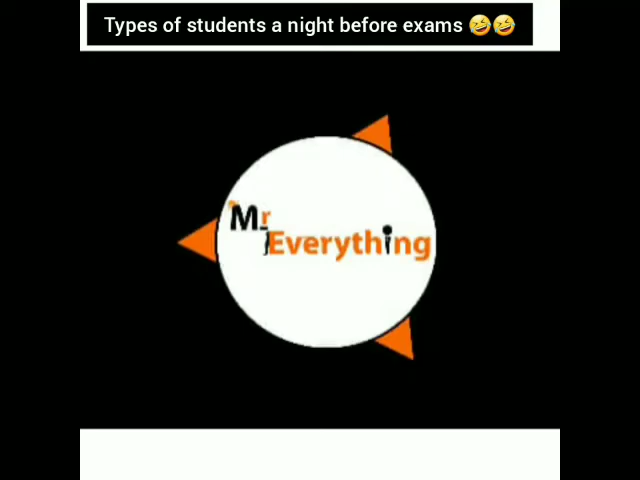 Types of students a night before exams 🤣🤣
Mr
Everything